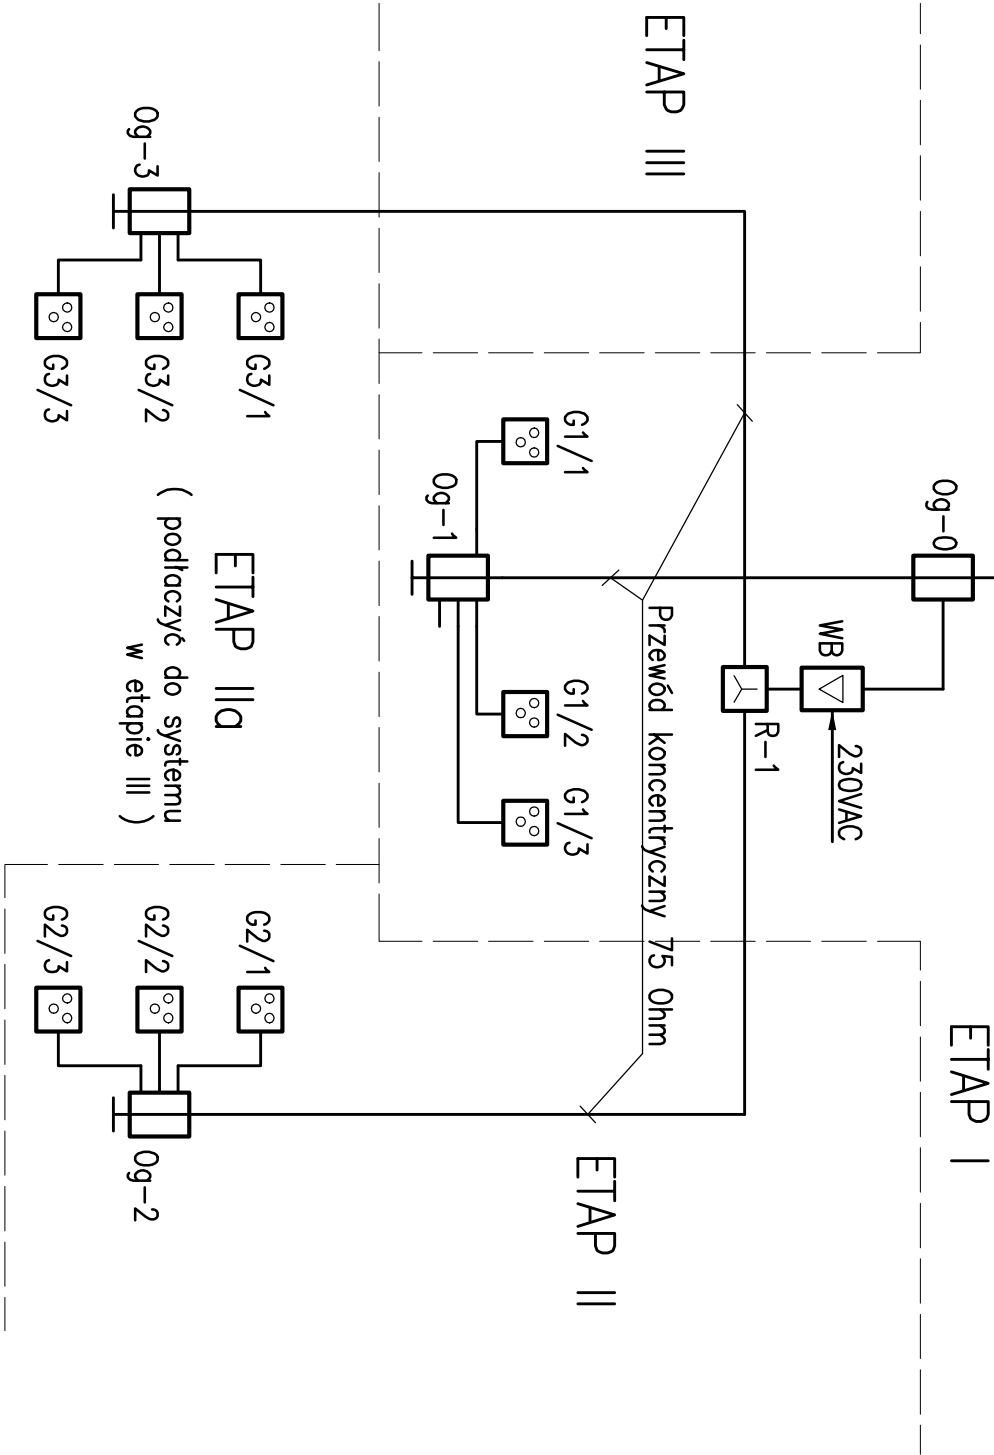 ETAP I
Og-0
WB
230VAC
R-1
ETAP III
Przewód koncentryczny 75 Ohm
ETAP II
G1/1
G1/2
G1/3
Og-1
G3/1
G2/1
ETAP IIa
( podłaczyć do systemu
w etapie III )
G3/2
G2/2
Og-3
Og-2
G3/3
G2/3